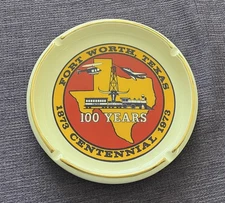 FORT WORTH, TEXAS
100 YEARS
1873 CENTENNIAL 1973